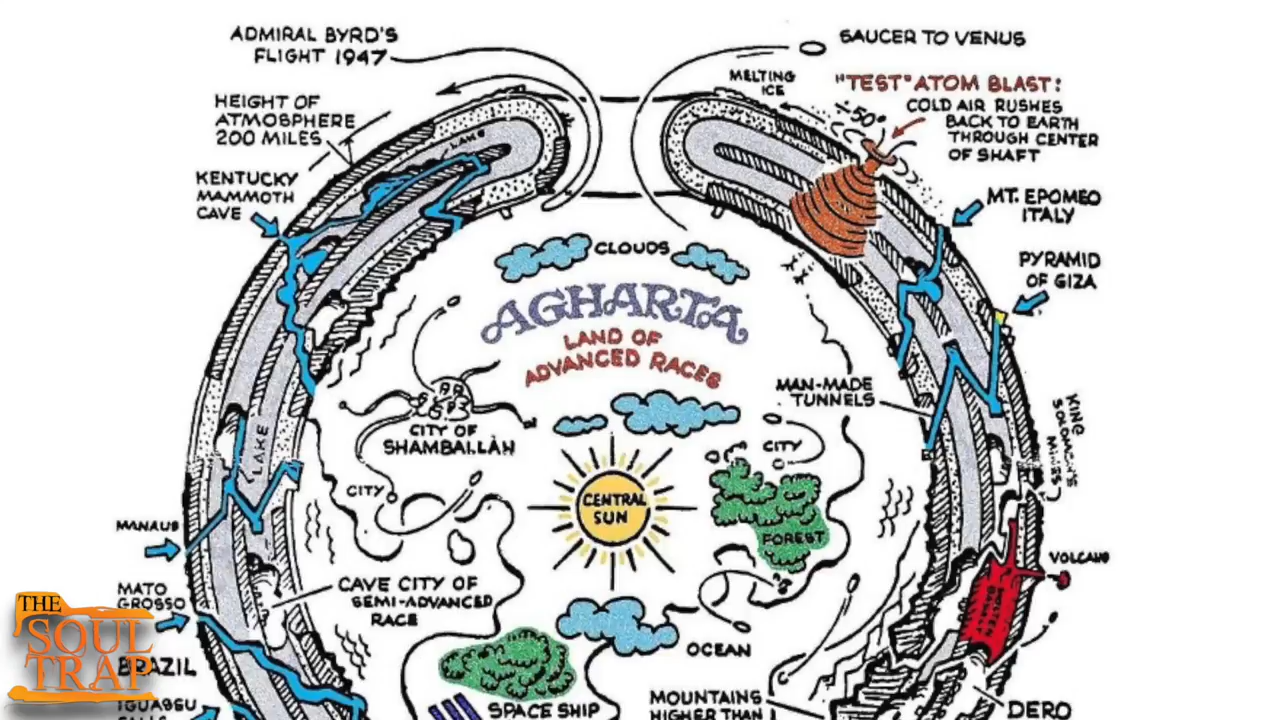 ADMIRAL BYRD'S
FLIGHT 1947
SAUCER TO VENUS
MELTING
ICE
"TEST" ATOM BLAST:
COLD AIR RUSHES
BACK TO EARTH
THROUGH CENTER
OF SHAFT
HEIGHT OF
ATMOSPHERE
200 MILES
LAKE
KENTUCKY
MAMMOTH
CAVE
MT. EPOMEO
ITALY
PYRAMID
OF GIZA
CLOUDS
AGHARTA
LAND OF
ADVANCED RACES
MAN-MADE
TUNNELS
CITY OF
SHAMBALLAH
CITY
LAKE
CITY
CENTRAL
SUN
FOREST
KING
SOLOMON'S
MINES
MANAUS
VOLCANO
MATO
GROSSO
CAVE CITY OF
SEMI-ADVANCED
RACE
OCEAN
BRAZIL
IGUASSU
FALLS
SPACE SHIP
MOUNTAINS
HIGHER THAN
DERO
THE
SOUL
TRAP